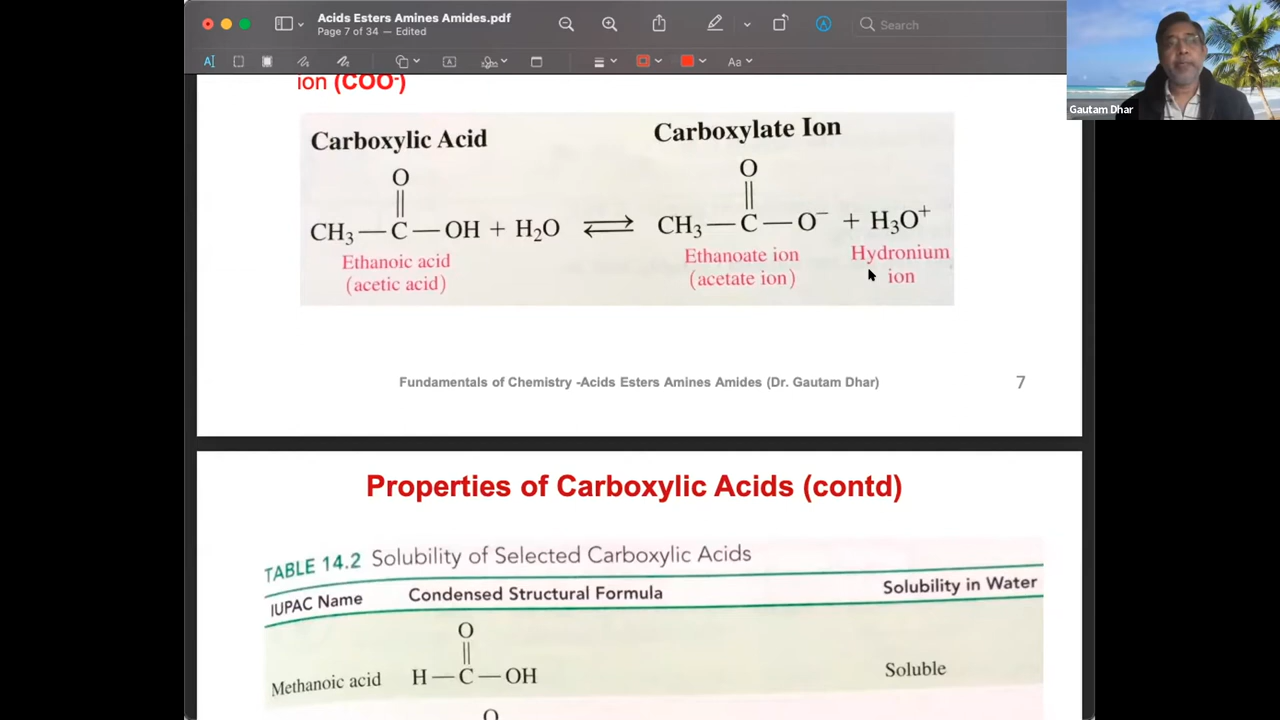 Acids Esters Amines Amides.pdf
Page 7 of 34 — Edited
Search
Aa
Gautam Dhar
ion (COO-)
Carboxylic Acid
Carboxylate Ion
O
||
CH₃—C—OH + H₂O ⇌
Ethanoic acid
(acetic acid)
O
||
CH₃—C—O⁻ + H₃O⁺
Ethanoate ion
(acetate ion)
Hydronium
ion
Fundamentals of Chemistry -Acids Esters Amines Amides (Dr. Gautam Dhar)
7
Properties of Carboxylic Acids (contd)
TABLE 14.2 Solubility of Selected Carboxylic Acids
IUPAC Name Condensed Structural Formula Solubility in Water
O
||
Methanoic acid H—C—OH Soluble
O